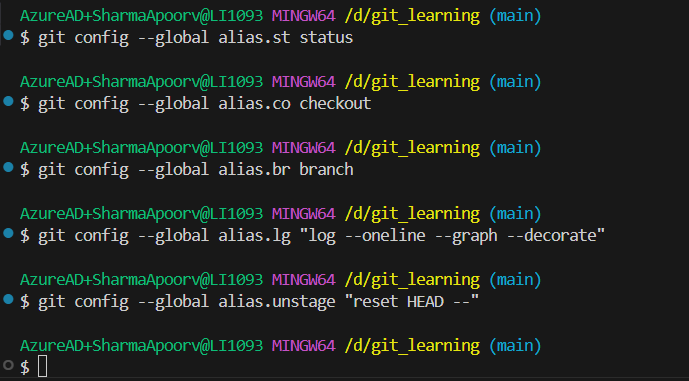 AzureAD+SharmaApoorv@LI1093 MINGW64 /d/git_learning (main)
$ git config --global alias.st status
AzureAD+SharmaApoorv@LI1093 MINGW64 /d/git_learning (main)
$ git config --global alias.co checkout
AzureAD+SharmaApoorv@LI1093 MINGW64 /d/git_learning (main)
$ git config --global alias.br branch
AzureAD+SharmaApoorv@LI1093 MINGW64 /d/git_learning (main)
$ git config --global alias.lg "log --oneline --graph --decorate"
AzureAD+SharmaApoorv@LI1093 MINGW64 /d/git_learning (main)
$ git config --global alias.unstage "reset HEAD --"
AzureAD+SharmaApoorv@LI1093 MINGW64 /d/git_learning (main)
$